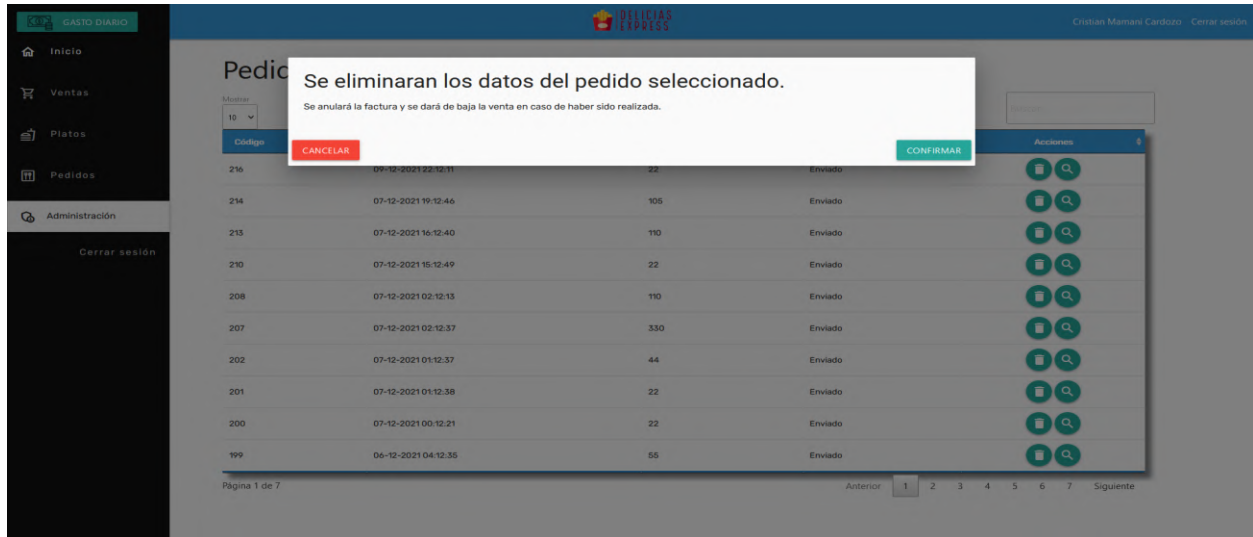 GASTO DIARIO
DELICIAS
EXPRESS
Cristian Mamani Cardozo Cerrar sesión
Inicio
Ventas
Platos
Pedidos
Administración
Cerrar sesión
Pedic
Se eliminaran los datos del pedido seleccionado.
Se anulará la factura y se dará de baja la venta en caso de haber sido realizada.
CANCELAR
CONFIRMAR
Mostrar
10
Código Acciones
216 09-12-2021 22:12:11 22 Enviado
214 07-12-2021 19:12:46 105 Enviado
213 07-12-2021 16:12:40 110 Enviado
210 07-12-2021 15:12:49 22 Enviado
208 07-12-2021 02:12:13 110 Enviado
207 07-12-2021 02:12:37 330 Enviado
202 07-12-2021 01:12:37 44 Enviado
201 07-12-2021 01:12:38 22 Enviado
200 07-12-2021 00:12:21 22 Enviado
199 06-12-2021 04:12:35 55 Enviado
Página 1 de 7
Anterior 1 2 3 4 5 6 7 Siguiente